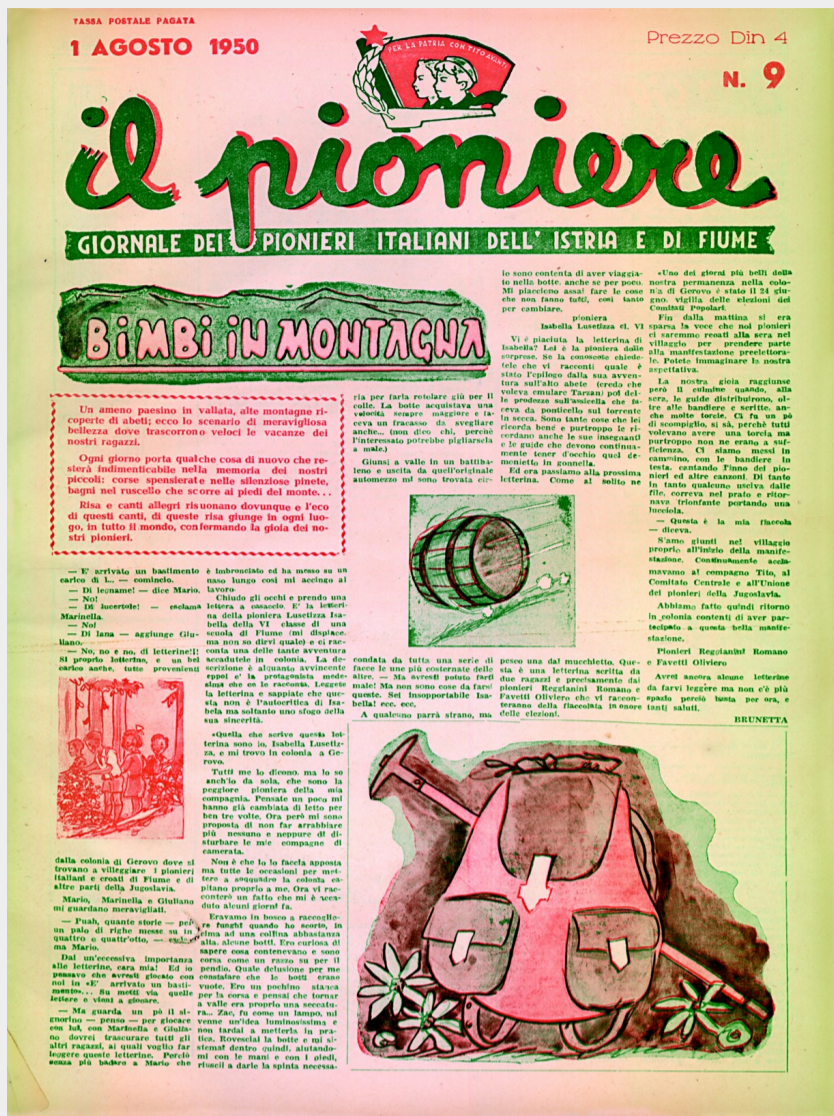 TASSA POSTALE PAGATA
1 AGOSTO 1950
PER LA PATRIA CON TITO AVANTI
Prezzo Din 4
N. 9
il pioniere
GIORNALE DEI PIONIERI ITALIANI DELL' ISTRIA E DI FIUME
BIMBI IN MONTAGNA
Un ameno paesino in vallata, alte montagne ri-
coperte di abeti; ecco lo scenario di meravigliosa
bellezza dove trascorrono veloci le vacanze dei
nostri ragazzi.
Ogni giorno porta qualche cosa di nuovo che re-
sterà indimenticabile nella memoria dei nostri
piccoli: corse spensierate nelle silenziose pinete,
bagni nel ruscello che scorre ai piedi del monte...
Risa e canti allegri risuonano dovunque e l'eco
di questi canti, di queste risa giunge in ogni luo-
go, in tutto il mondo, confermando la gioia dei no-
stri pionieri.
— E' arrivato un bastimento
carico di l... — comincio.
— Di legname! — dice Mario.
— No!
— Di lucertole! — esclama
Marinella.
— No!
— Di lana — aggiunge Giu-
liano.
— No, no e no, di letterine!!
Sì proprio letterine, e un bel
carico anche, tutte provenienti
dalla colonia di Gerovo dove si
trovano a villeggiare i pionieri
italiani e croati di Fiume e di
altre parti della Jugoslavia.
Mario, Marinella e Giuliano
mi guardano meravigliati.
— Puah, quante storie — per
un paio di righe messe su in
quattro e quattr'otto, —
ma Mario.
Dai un'eccessiva importanza
alle letterine, cara mia! Ed io
pensavo che avresti giocato con
noi in «E' arrivato un basti-
mento»... Su metti via quelle
lettere e vieni a giocare.
— Ma guarda un pò il si-
gnorino — penso — per giocare
con lui, con Marinella e Giulia-
no dovrei trascurare tutti gli
altri ragazzi, ai quali voglio far
leggere queste letterine. Perciò
senza più badare a Mario che
è imbronciato ed ha messo su un
naso lungo così mi accingo al
lavoro.
Chiudo gli occhi e prendo una
lettera a casaccio. E' la letteri-
na della pioniera Lusetizza Isa-
bella della VI classe di una
scuola di Fiume (mi dispiace
ma non so dirvi quale) e ci rac-
conta una delle tante avventura
accadutele in colonia. La de-
scrizione è alquanto avvincente
eppoi e' la protagonista mede-
sima che ce la racconta. Leggete
la letterina e sappiate che que-
sta non è l'autocritica di Isa-
bela ma soltanto uno sfogo della
sua sincerità.
«Quella che scrive questa let-
terina sono io, Isabella Lusetiz-
za, e mi trovo in colonia a Ge-
rovo.
Tutti me lo dicono, ma lo so
anch'io da sola, che sono la
peggiore pioniera della mia
compagnia. Pensate un poco mi
hanno già cambiata di letto per
ben tre volte. Ora però mi sono
proposta di non far arrabbiare
più nessuno e neppure di di-
sturbare le mie compagne di
camerata.
Non è che io lo faccia apposta
ma tutte le occasioni per met-
tere a soqquadro la colonia ca-
pitano proprio a me. Ora vi rac-
conterò un fatto che mi è acca-
duto alcuni giorni fa.
Eravamo in bosco a raccoglie-
re funghi quando ho scorto, in
cima ad una collina abbastanza
alta, alcune botti. Ero curiosa di
sapere cosa contenevano e sono
corsa come un razzo su per il
pendio. Quale delusione per me
constatare che le botti erano
vuote. Ero un pochino stanca
per la corsa e pensai che tornar
a valle era proprio una seccatu-
ra... Zac, fu come un lampo, mi
venne un'idea luminosissima e
non tardai a metterla in pra-
tica. Rovesciai la botte e mi si-
stemai dentro quindi, aiutando-
mi con le mani e con i piedi,
riuscii a darle la spinta necessa-
ria per farla rotolare giù per il
colle. La botte acquistava una
velocità sempre maggiore e fa-
ceva un fracasso da svegliare
anche... (non dico chi, perchè
l'interessato potrebbe pigliarsela
a male.)
Giunsi a valle in un battiba-
leno e uscita da quell'originale
automezzo mi sono trovata cir-
condata da tutta una serie di
facce le une più costernate delle
altre. — Ma avresti potuto farti
male! Ma non sono cose da farsi
queste. Sei insopportabile Isa-
bella! ecc. ecc.
A qualcuno parrà strano, ma
io sono contenta di aver viaggia-
to nella botte, anche se per poco.
Mi piacciono assai fare le cose
che non fanno tutti, così tanto
per cambiare.
pioniera
Isabella Lusetizza cl. VI
Vi è piaciuta la letterina di
Isabella? Lei è la pioniera dalle
sorprese. Se la conoscete chiede-
tele che vi racconti quale è
stato l'epilogo dalla sua avven-
tura sull'alto abete (credo che
voleva emulare Tarzan) poi del-
le prodezze sull'assicella che fa-
ceva da ponticello sul torrente
in secca. Sono tante cose che lei
ricorda bene e purtroppo le ri-
cordano anche le sue insegnanti
e le guide che devono continua-
mente tener d'occhio quel de-
monietto in gonnella.
Ed ora passiamo alla prossima
letterina. Come al solito ne
pesco una dal mucchietto. Que-
sta è una letterina scritta da
due ragazzi e precisamente dai
pionieri Reggianini Romano e
Favetti Oliviero che vi raccon-
teranno della fiaccolata in onore
delle elezioni.
«Uno dei giorni più belli della
nostra permanenza nella colo-
nia di Gerovo è stato il 24 giu-
gno, vigilia delle elezioni dei
Comitati Popolari.
Fin dalla mattina si era
sparsa la voce che noi pionieri
ci saremmo recati alla sera nel
villaggio per prendere parte
alla manifestazione preelettora-
le. Potete immaginare la nostra
aspettativa.
La nostra gioia raggiunse
però il culmine quando, alla
sera, le guide distribuirono, ol-
tre alle bandiere e scritte, an-
che molte torcie. Ci fu un pò
di scompiglio, si sà, perchè tutti
volevano avere una torcia ma
purtroppo non ne erano a suf-
ficienza. Ci siamo messi in
cammino, con le bandiere in
testa, cantando l'inno dei pio-
nieri ed altre canzoni. Di tanto
in tanto qualcuno usciva dalle
file, correva nel prato e ritor-
nava trionfante portando una
lucciola.
— Questa è la mia fiaccola
— diceva.
S'amo giunti nel villaggio
proprio all'inizio della manife-
stazione. Continuamente accla-
mavamo al compagno Tito, al
Comitato Centrale e all'Unione
dei pionieri della Jugoslavia.
Abbiamo fatto quindi ritorno
in colonia contenti di aver par-
tecipato a questa bella manife-
stazione.
Pionieri Reggianini Romano
e Favetti Oliviero
Avrei ancora alcune letterine
da farvi leggere ma non c'è più
spazio perciò basta per ora, e
tanti saluti.
BRUNETTA